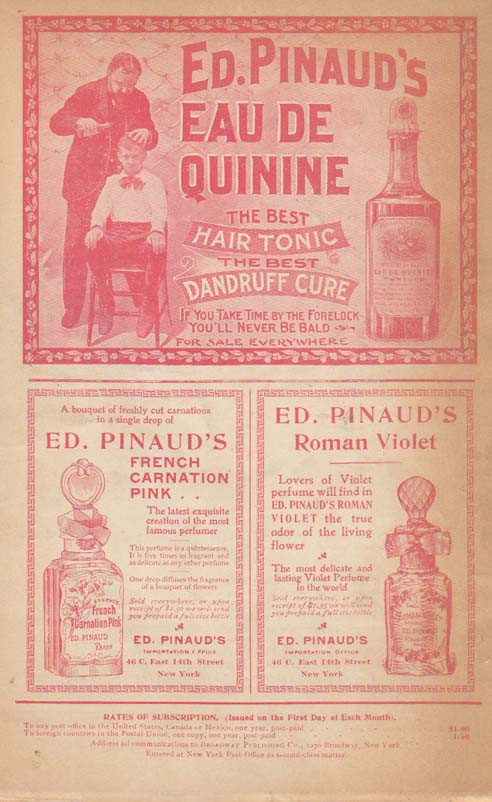 ED. PINAUD'S
EAU DE
QUININE
THE BEST
HAIR TONIC
THE BEST
DANDRUFF CURE
IF YOU TAKE TIME BY THE FORELOCK
YOU'LL NEVER BE BALD
FOR SALE EVERYWHERE
EAU DE QUININE
A bouquet of freshly cut carnations
in a single drop of
ED. PINAUD'S
FRENCH
CARNATION
PINK . .
The latest exquisite
creation of the most
famous perfumer
This perfume is a quintessence.
It is five times as fragrant and
as delicate as any other perfume
One drop diffuses the fragrance
of a bouquet of flowers
Sold everywhere, or upon
receipt of $1.50 we will send
you prepaid a full size bottle
ED. PINAUD'S
IMPORTATION OFFICE
46 C. East 14th Street
New York
ESSENCE
French
Carnation Pink
ED. PINAUD
PARIS
ED. PINAUD'S
Roman Violet
Lovers of Violet
perfume will find in
ED. PINAUD'S ROMAN
VIOLET the true
odor of the living
flower
The most delicate and
lasting Violet Perfume
in the world
Sold everywhere, or upon
receipt of $1.35 we will send
you prepaid a full size bottle
ED. PINAUD'S
IMPORTATION OFFICE
46 C. East 14th Street
New York
RATES OF SUBSCRIPTION. (Issued on the First Day of Each Month).
To any post-office in the United States, Canada or Mexico, one year, post-paid $1.00
To foreign countries in the Postal Union, one copy, one year, post paid 1.50
Address all communications to BROADWAY PUBLISHING CO., 1270 Broadway, New York.
Entered at New York Post-Office as second-class matter.